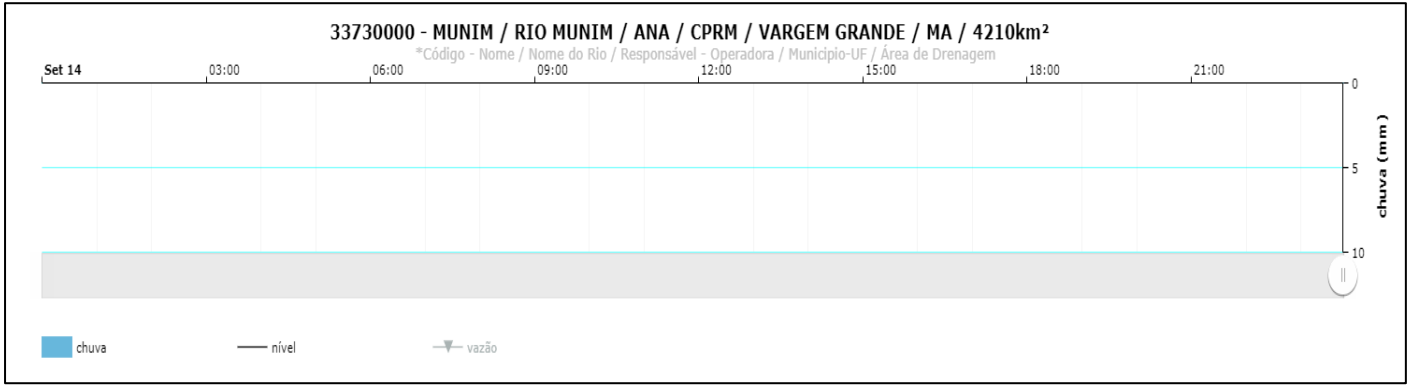 33730000 - MUNIM / RIO MUNIM / ANA / CPRM / VARGEM GRANDE / MA / 4210km²
*Código - Nome / Nome do Rio / Responsável - Operadora / Municipio-UF / Área de Drenagem
Set 14 03:00 06:00 09:00 12:00 15:00 18:00 21:00
0
5
10
chuva (mm)
chuva nível vazão